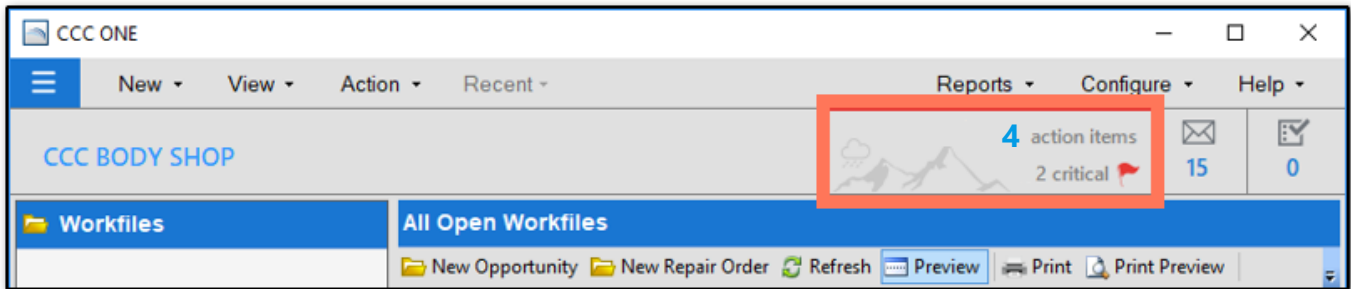 CCC ONE
New View Action Recent Reports Configure Help
CCC BODY SHOP
4 action items
2 critical
15
0
Workfiles
All Open Workfiles
New Opportunity New Repair Order Refresh Preview Print Print Preview